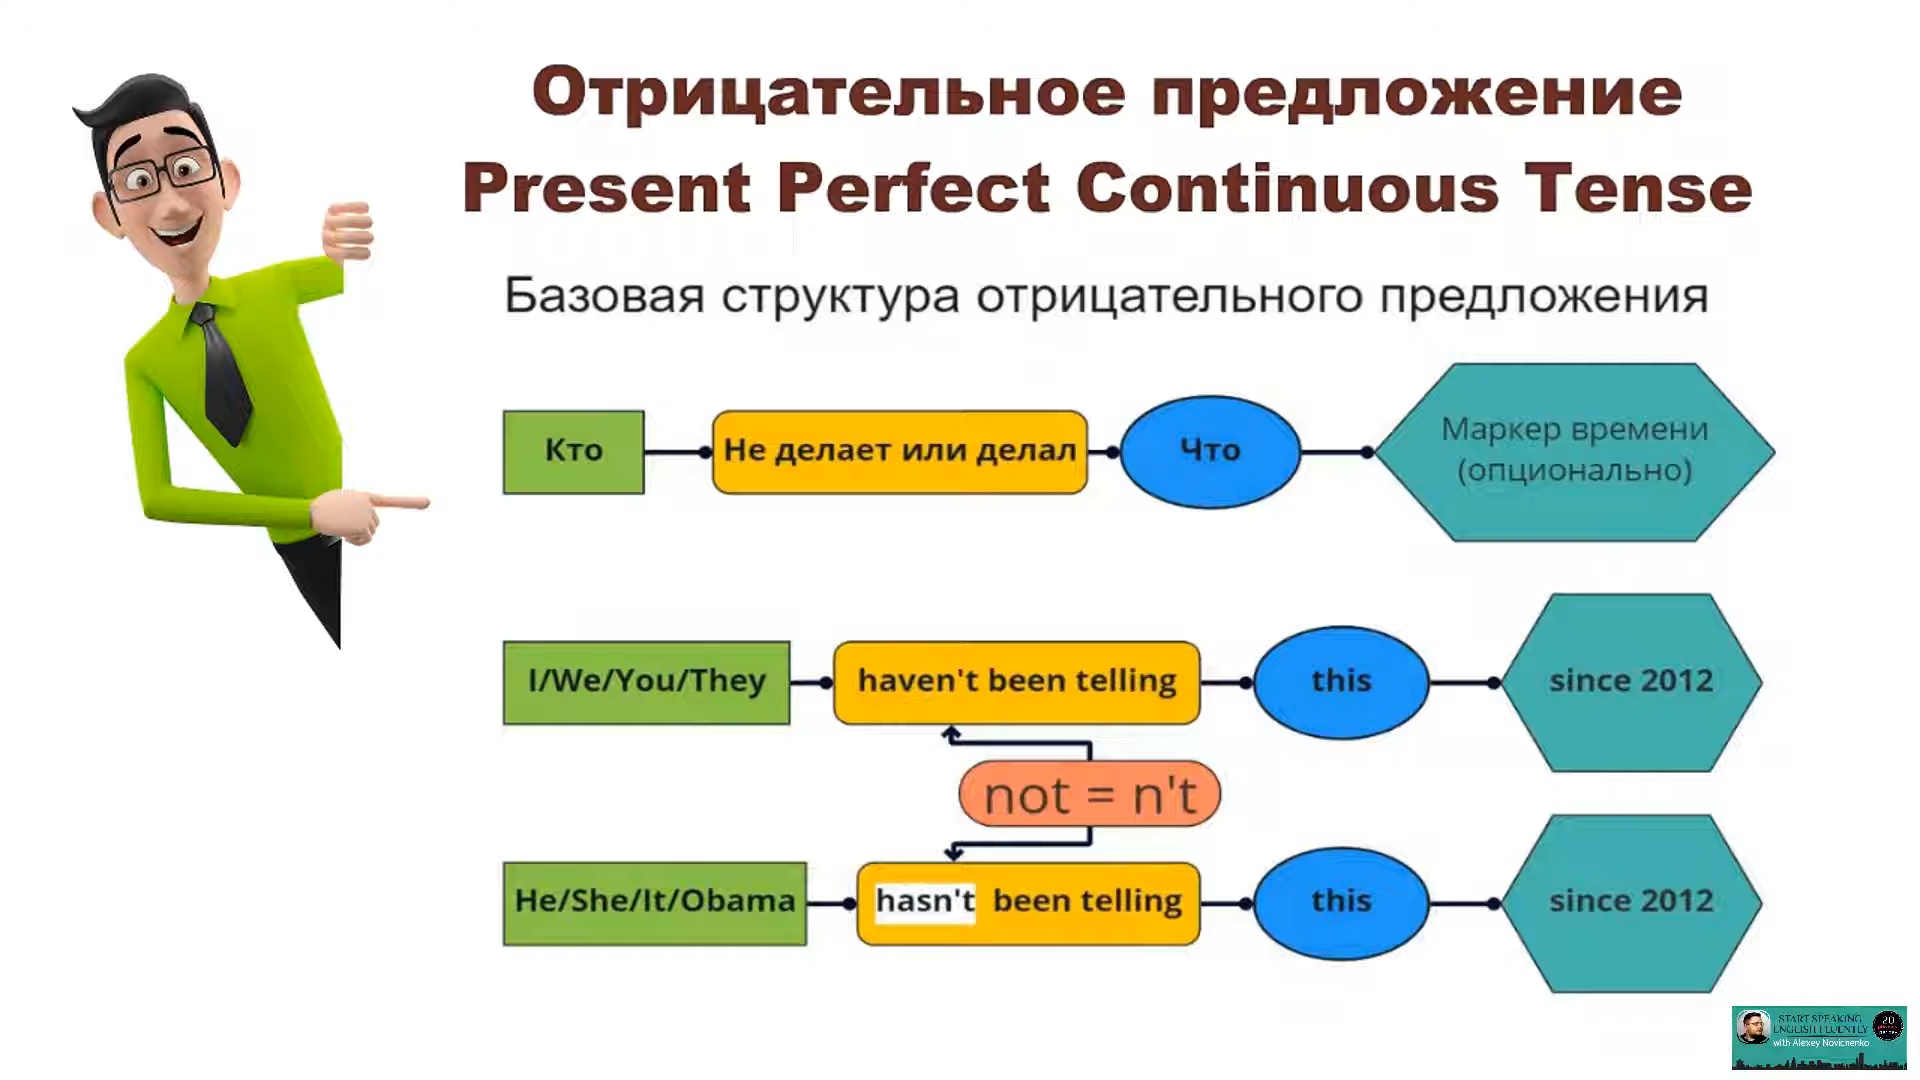 Отрицательное предложение
Present Perfect Continuous Tense
Базовая структура отрицательного предложения
Кто
Не делает или делал
Что
Маркер времени
(опционально)
I/We/You/They
haven't been telling
this
since 2012
not = n't
He/She/It/Obama
hasn't been telling
this
since 2012
START SPEAKING
ENGLISH FLUENTLY
with Alexey Novichenko
20